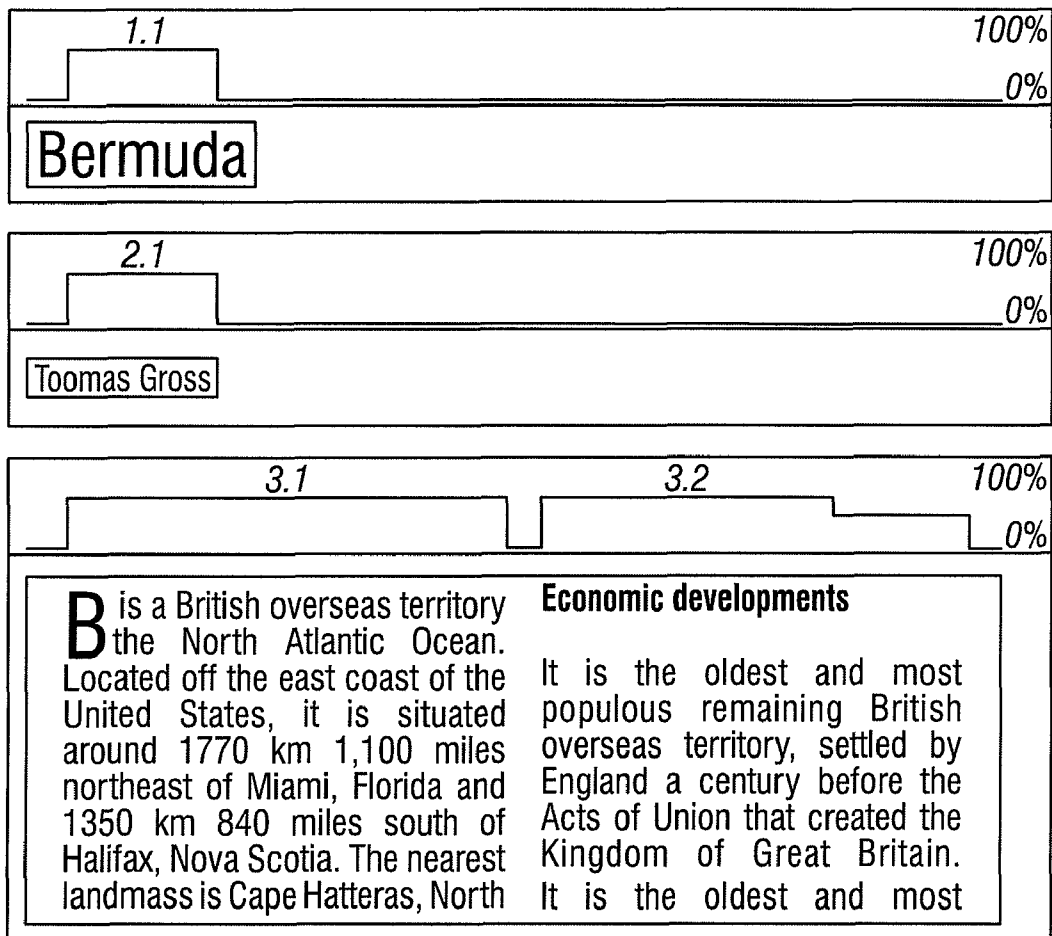 1.1 100%
0%
Bermuda
2.1 100%
0%
Toomas Gross
3.1 3.2 100%
0%
B is a British overseas territory
the North Atlantic Ocean.
Located off the east coast of the
United States, it is situated
around 1770 km 1,100 miles
northeast of Miami, Florida and
1350 km 840 miles south of
Halifax, Nova Scotia. The nearest
landmass is Cape Hatteras, North
Economic developments
It is the oldest and most
populous remaining British
overseas territory, settled by
England a century before the
Acts of Union that created the
Kingdom of Great Britain.
It is the oldest and most